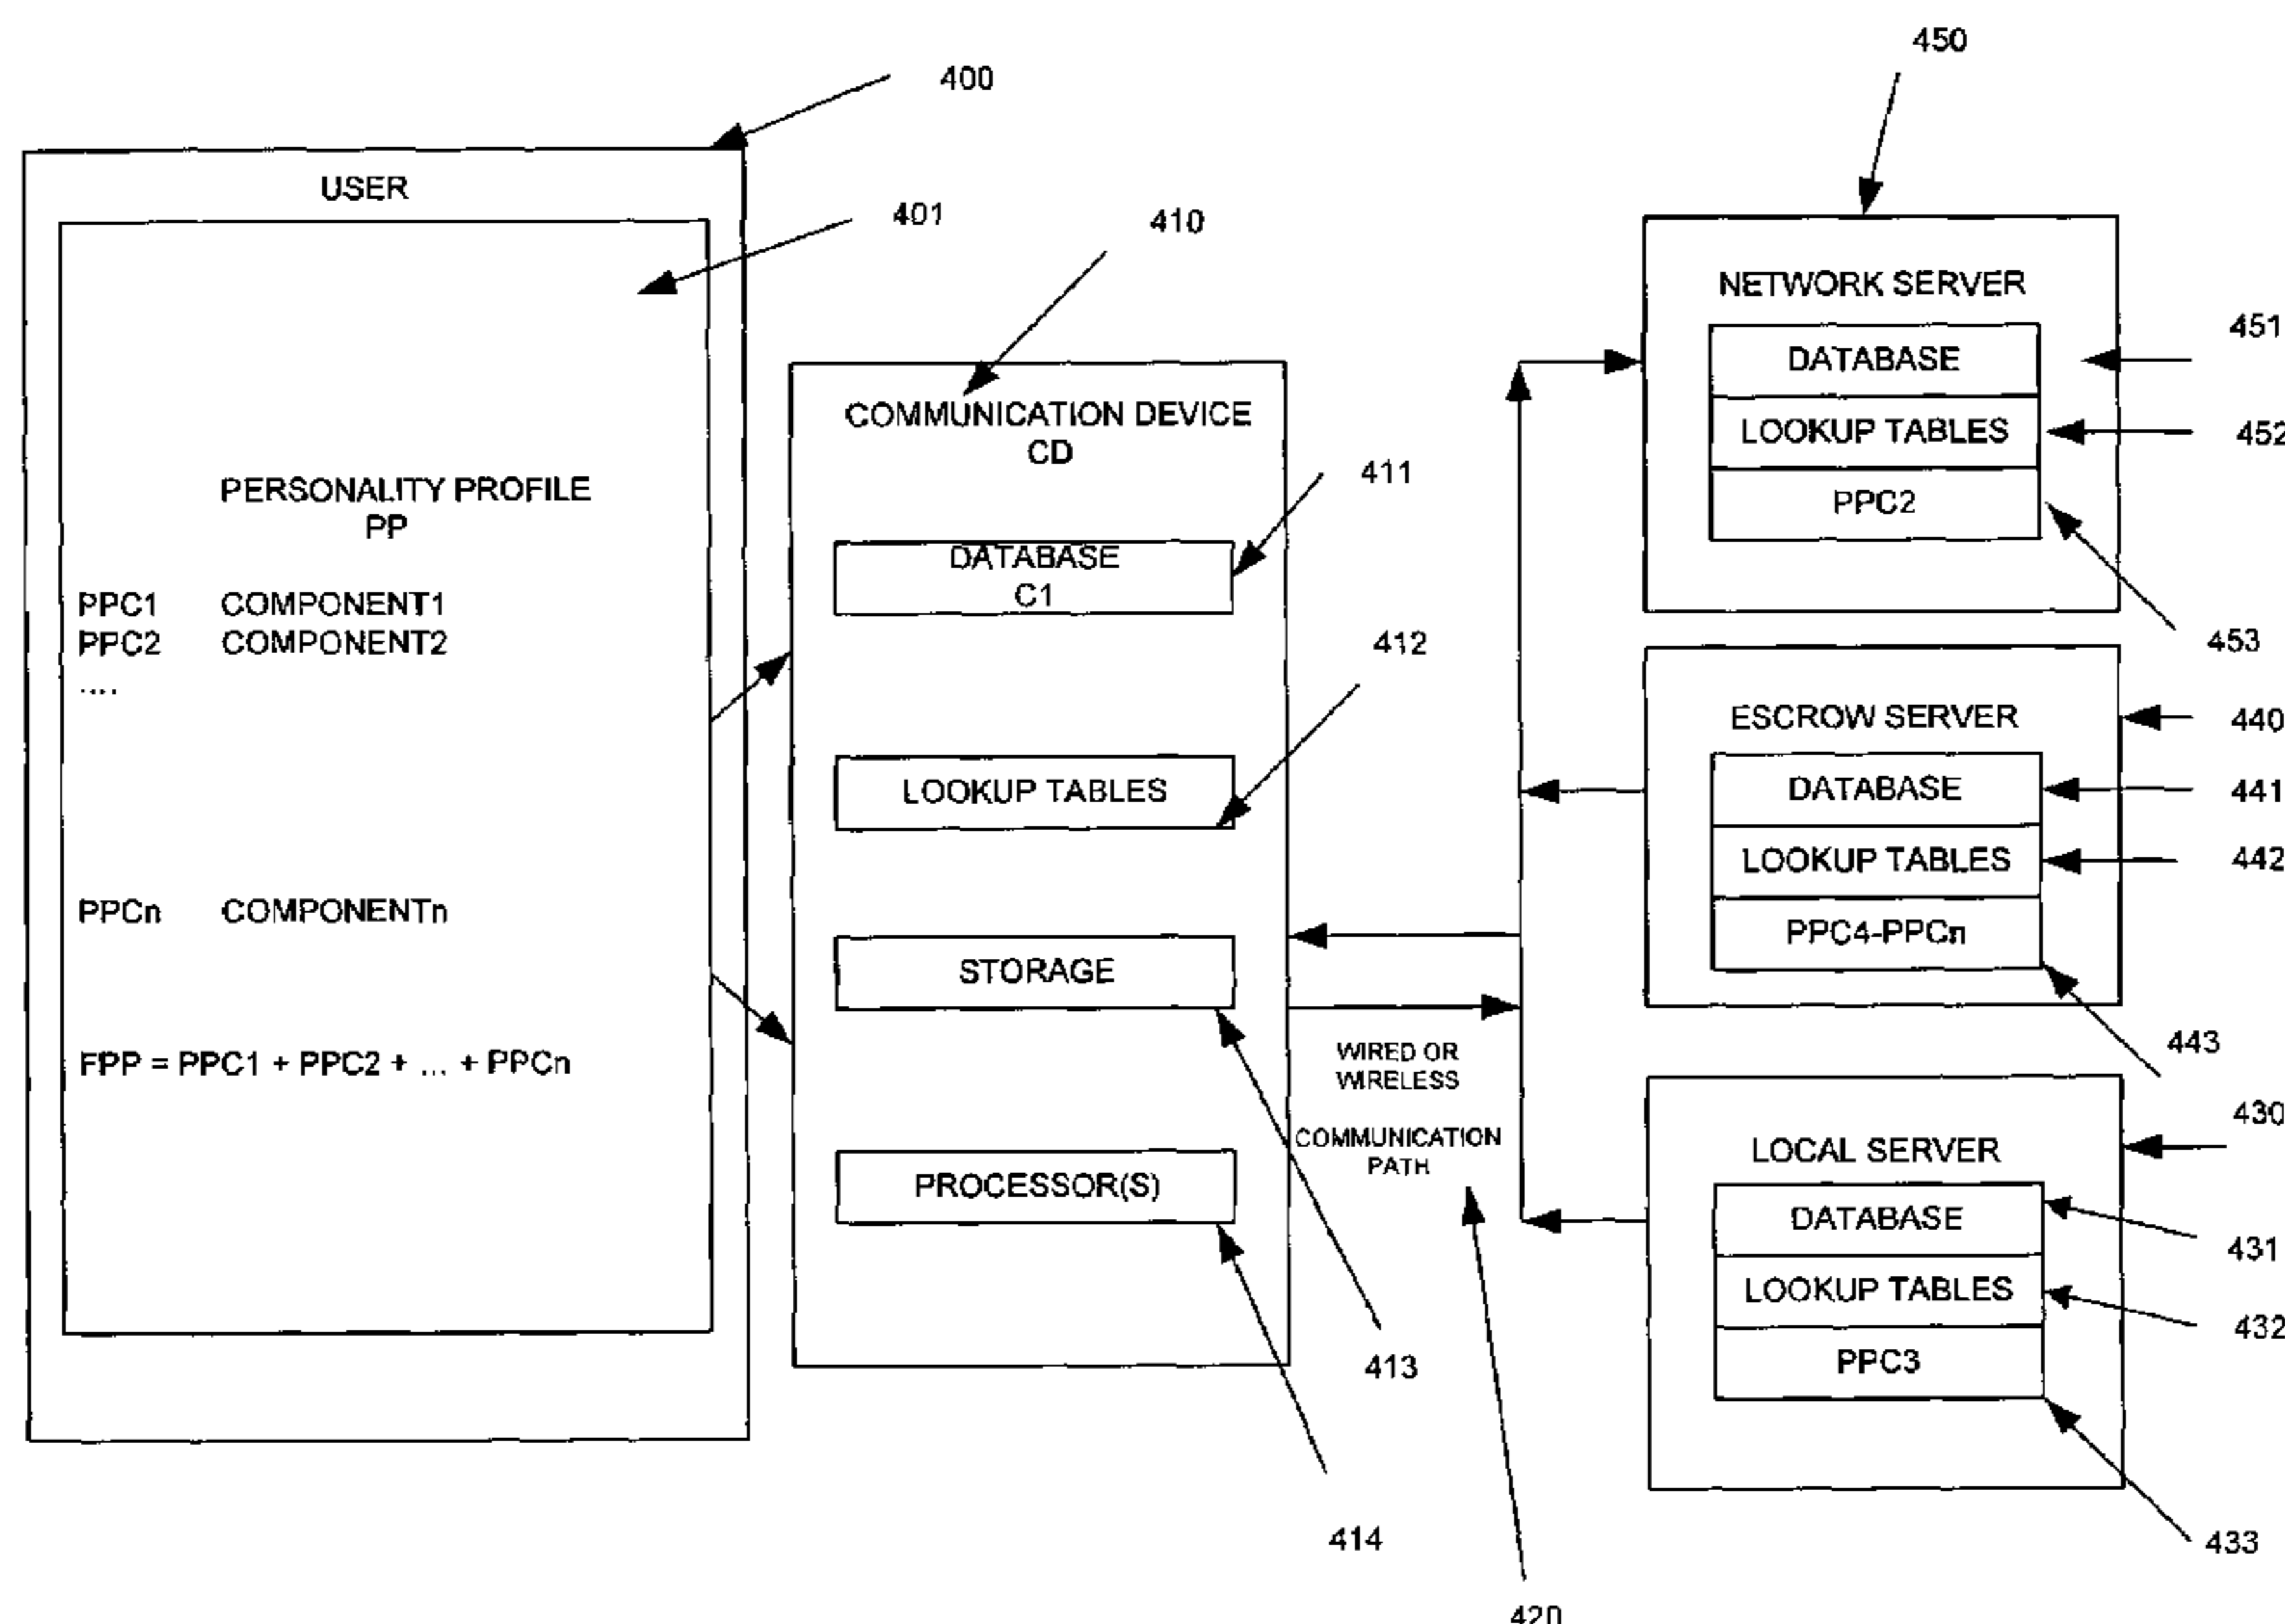 400
USER
401
PERSONALITY PROFILE
PP
PPC1 COMPONENT1
PPC2 COMPONENT2
....
PPCn COMPONENTn
FPP = PPC1 + PPC2 + ... + PPCn
410
COMMUNICATION DEVICE
CD
411
DATABASE
C1
412
LOOKUP TABLES
STORAGE
PROCESSOR(S)
413
414
WIRED OR
WIRELESS
COMMUNICATION
PATH
420
450
NETWORK SERVER
DATABASE
451
LOOKUP TABLES
452
PPC2
453
ESCROW SERVER
440
DATABASE
441
LOOKUP TABLES
442
PPC4-PPCn
443
LOCAL SERVER
430
DATABASE
431
LOOKUP TABLES
432
PPC3
433